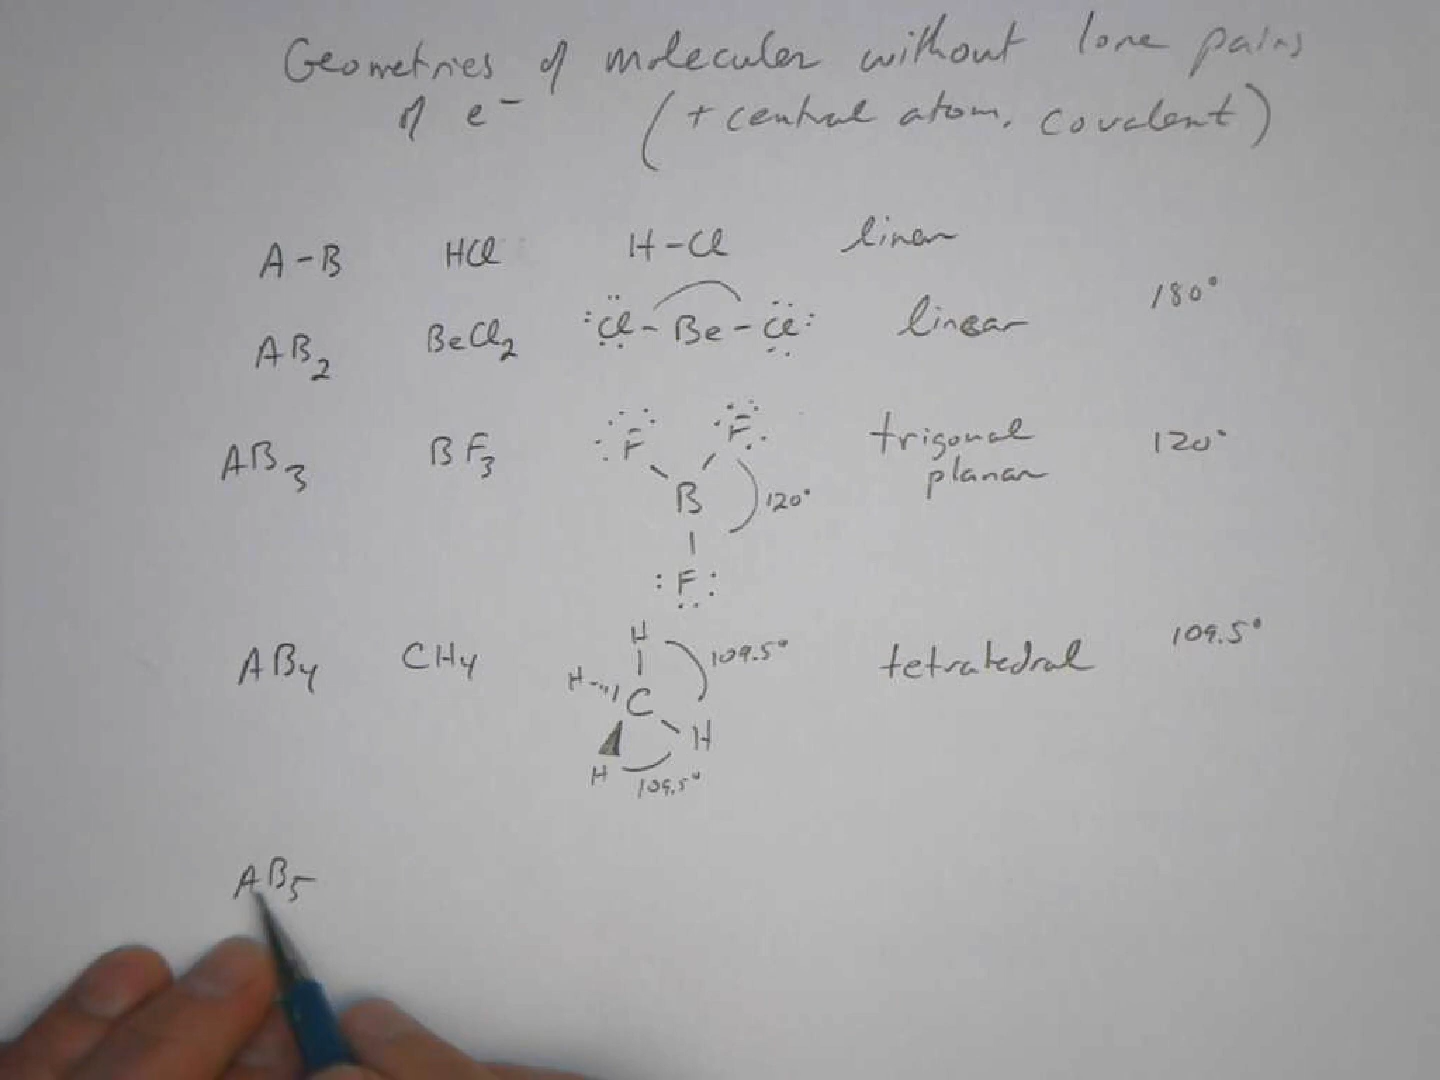 Geometries of molecules without lone pairs
of e⁻ (+ central atom, covalent)
A-B HCl H-Cl linear
AB₂ BeCl₂ :Cl-Be-Cl: linear 180°
AB₃ BF₃ F F trigonal planar 120°
B 120°
:F:
AB₄ CH₄ H 109.5° tetrahedral 109.5°
H C
H
H 109.5°
AB₅